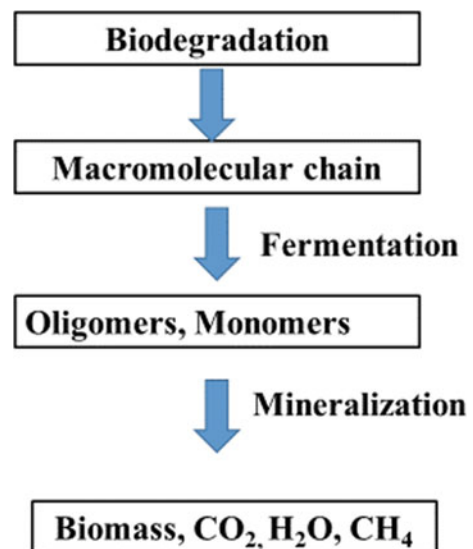 Biodegradation
Macromolecular chain
Fermentation
Oligomers, Monomers
Mineralization
Biomass, CO₂, H₂O, CH₄